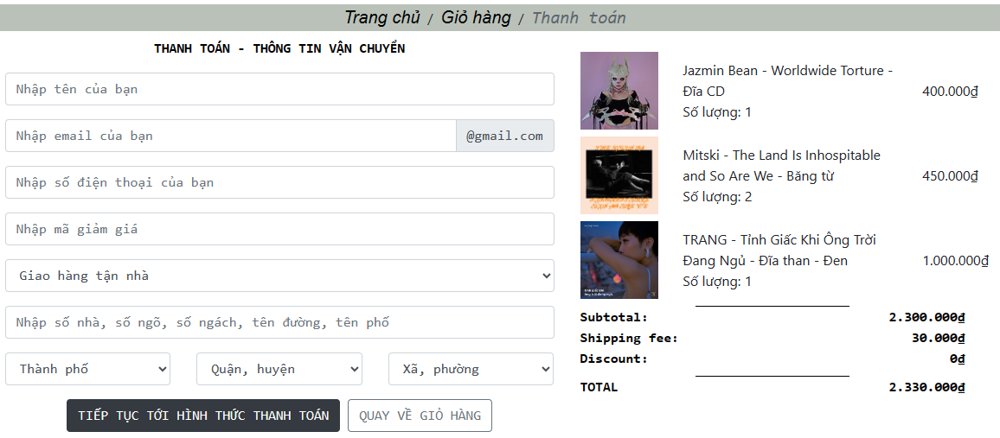 Trang chủ / Giỏ hàng / Thanh toán
THANH TOÁN - THÔNG TIN VẬN CHUYỂN
Nhập tên của bạn
Nhập email của bạn @gmail.com
Nhập số điện thoại của bạn
Nhập mã giảm giá
Giao hàng tận nhà
Nhập số nhà, số ngõ, số ngách, tên đường, tên phố
Thành phố Quận, huyện Xã, phường
TIẾP TỤC TỚI HÌNH THỨC THANH TOÁN QUAY VỀ GIỎ HÀNG
Jazmin Bean - Worldwide Torture -
Đĩa CD 400.000₫
Số lượng: 1
Mitski - The Land Is Inhospitable
and So Are We - Băng từ 450.000₫
Số lượng: 2
TRANG - Tỉnh Giấc Khi Ông Trời
Đang Ngủ - Đĩa than - Đen 1.000.000₫
Số lượng: 1
Subtotal: 2.300.000₫
Shipping fee: 30.000₫
Discount: 0₫
TOTAL 2.330.000₫